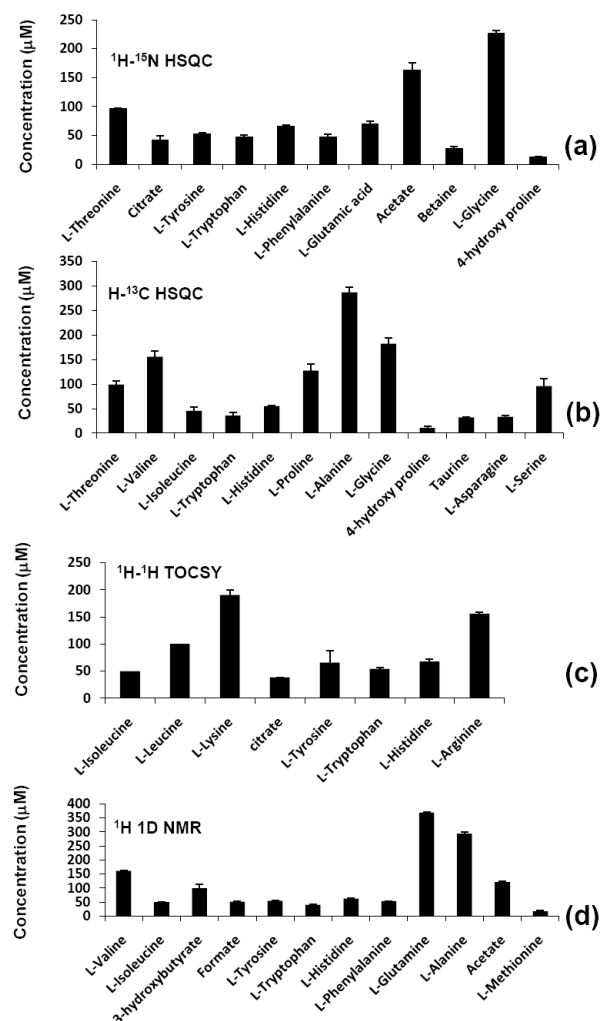 Concentration (µM)
250
200
150
100
50
0
¹H-¹⁵N HSQC
(a)
L-Threonine
Citrate
L-Tyrosine
L-Tryptophan
L-Histidine
L-Phenylalanine
L-Glutamic acid
Acetate
Betaine
L-Glycine
4-hydroxy proline
Concentration (µM)
350
300
250
200
150
100
50
0
H-¹³C HSQC
(b)
L-Threonine
L-Valine
L-Isoleucine
L-Tryptophan
L-Histidine
L-Proline
L-Alanine
L-Glycine
4-hydroxy proline
Taurine
L-Asparagine
L-Serine
Concentration (µM)
250
200
150
100
50
0
¹H-¹H TOCSY
(c)
L-Isoleucine
L-Leucine
L-Lysine
citrate
L-Tyrosine
L-Tryptophan
L-Histidine
L-Arginine
Concentration (µM)
400
350
300
250
200
150
100
50
0
¹H 1D NMR
(d)
L-Valine
L-Isoleucine
3-hydroxybutyrate
Formate
L-Tyrosine
L-Tryptophan
L-Histidine
L-Phenylalanine
L-Glutamine
L-Alanine
Acetate
L-Methionine